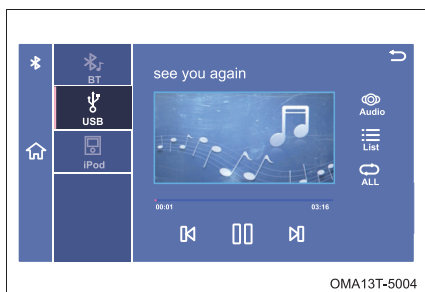 BT
USB
iPod
see you again
Audio
List
ALL
00:01
03:16
OMA13T-5004